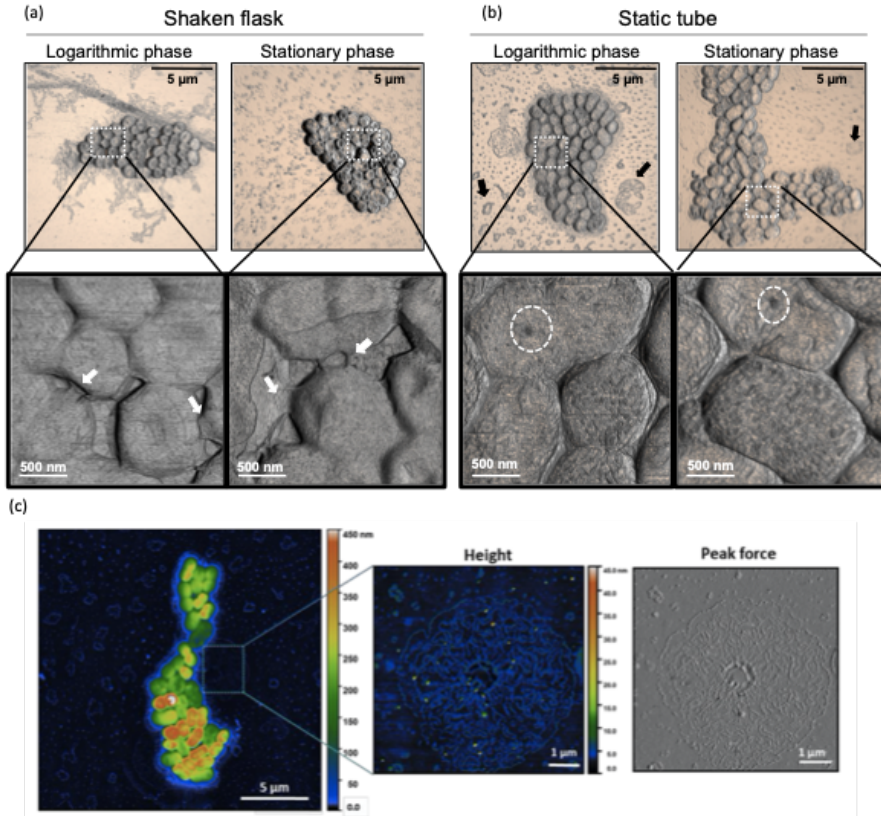 (a)
Shaken flask
(b)
Static tube
Logarithmic phase
Stationary phase
Logarithmic phase
Stationary phase
5 μm
5 μm
5 μm
5 μm
500 nm
500 nm
500 nm
500 nm
(c)
450 nm
400
350
300
250
200
150
100
50
0.0
5 μm
Height
45.0 nm
40.0
35.0
30.0
25.0
20.0
15.0
10.0
5.0
0.0
1 μm
Peak force
1 μm